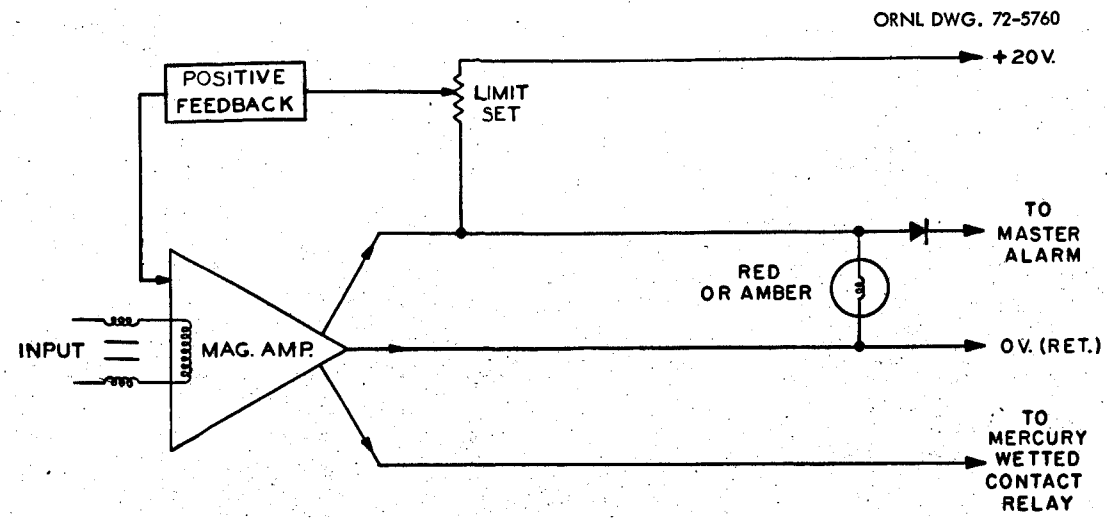 ORNL DWG. 72-5760
+20V.
POSITIVE
FEEDBACK
LIMIT
SET
TO
MASTER
ALARM
RED
OR AMBER
INPUT
MAG. AMP.
0V. (RET.)
TO
MERCURY
WETTED
CONTACT
RELAY